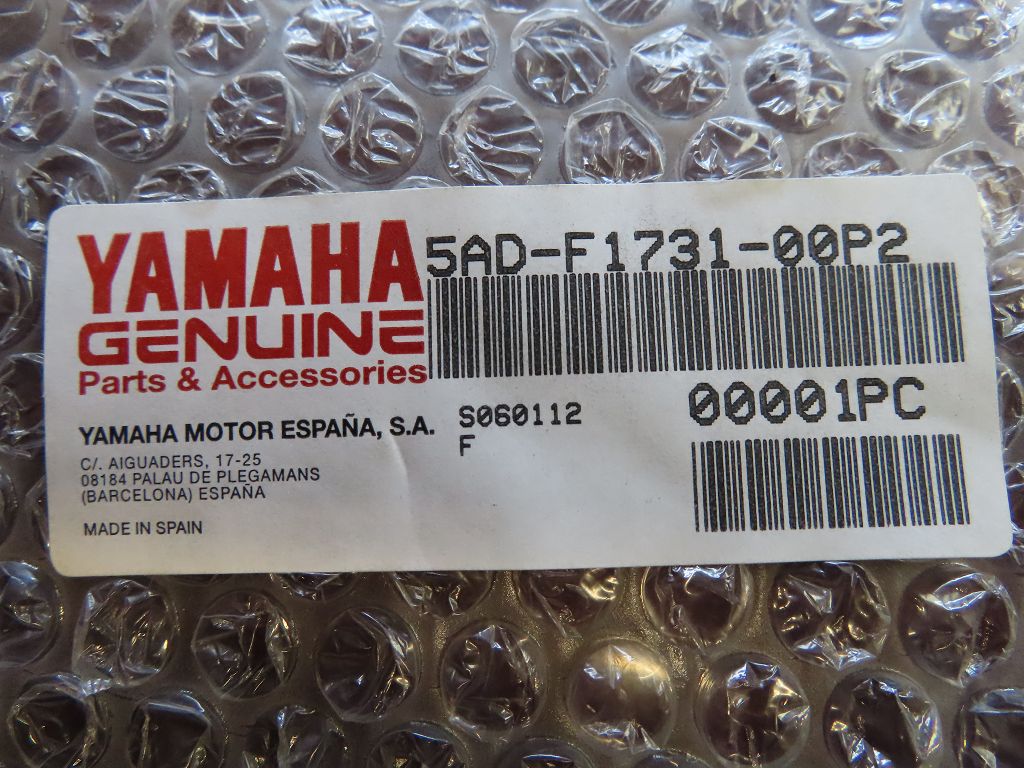 YAMAHA
GENUINE
Parts & Accessories
5AD-F1731-00P2
YAMAHA MOTOR ESPAÑA, S.A.
C/. AIGUADERS, 17-25
08184 PALAU DE PLEGAMANS
(BARCELONA) ESPAÑA
MADE IN SPAIN
S060112
F
00001PC